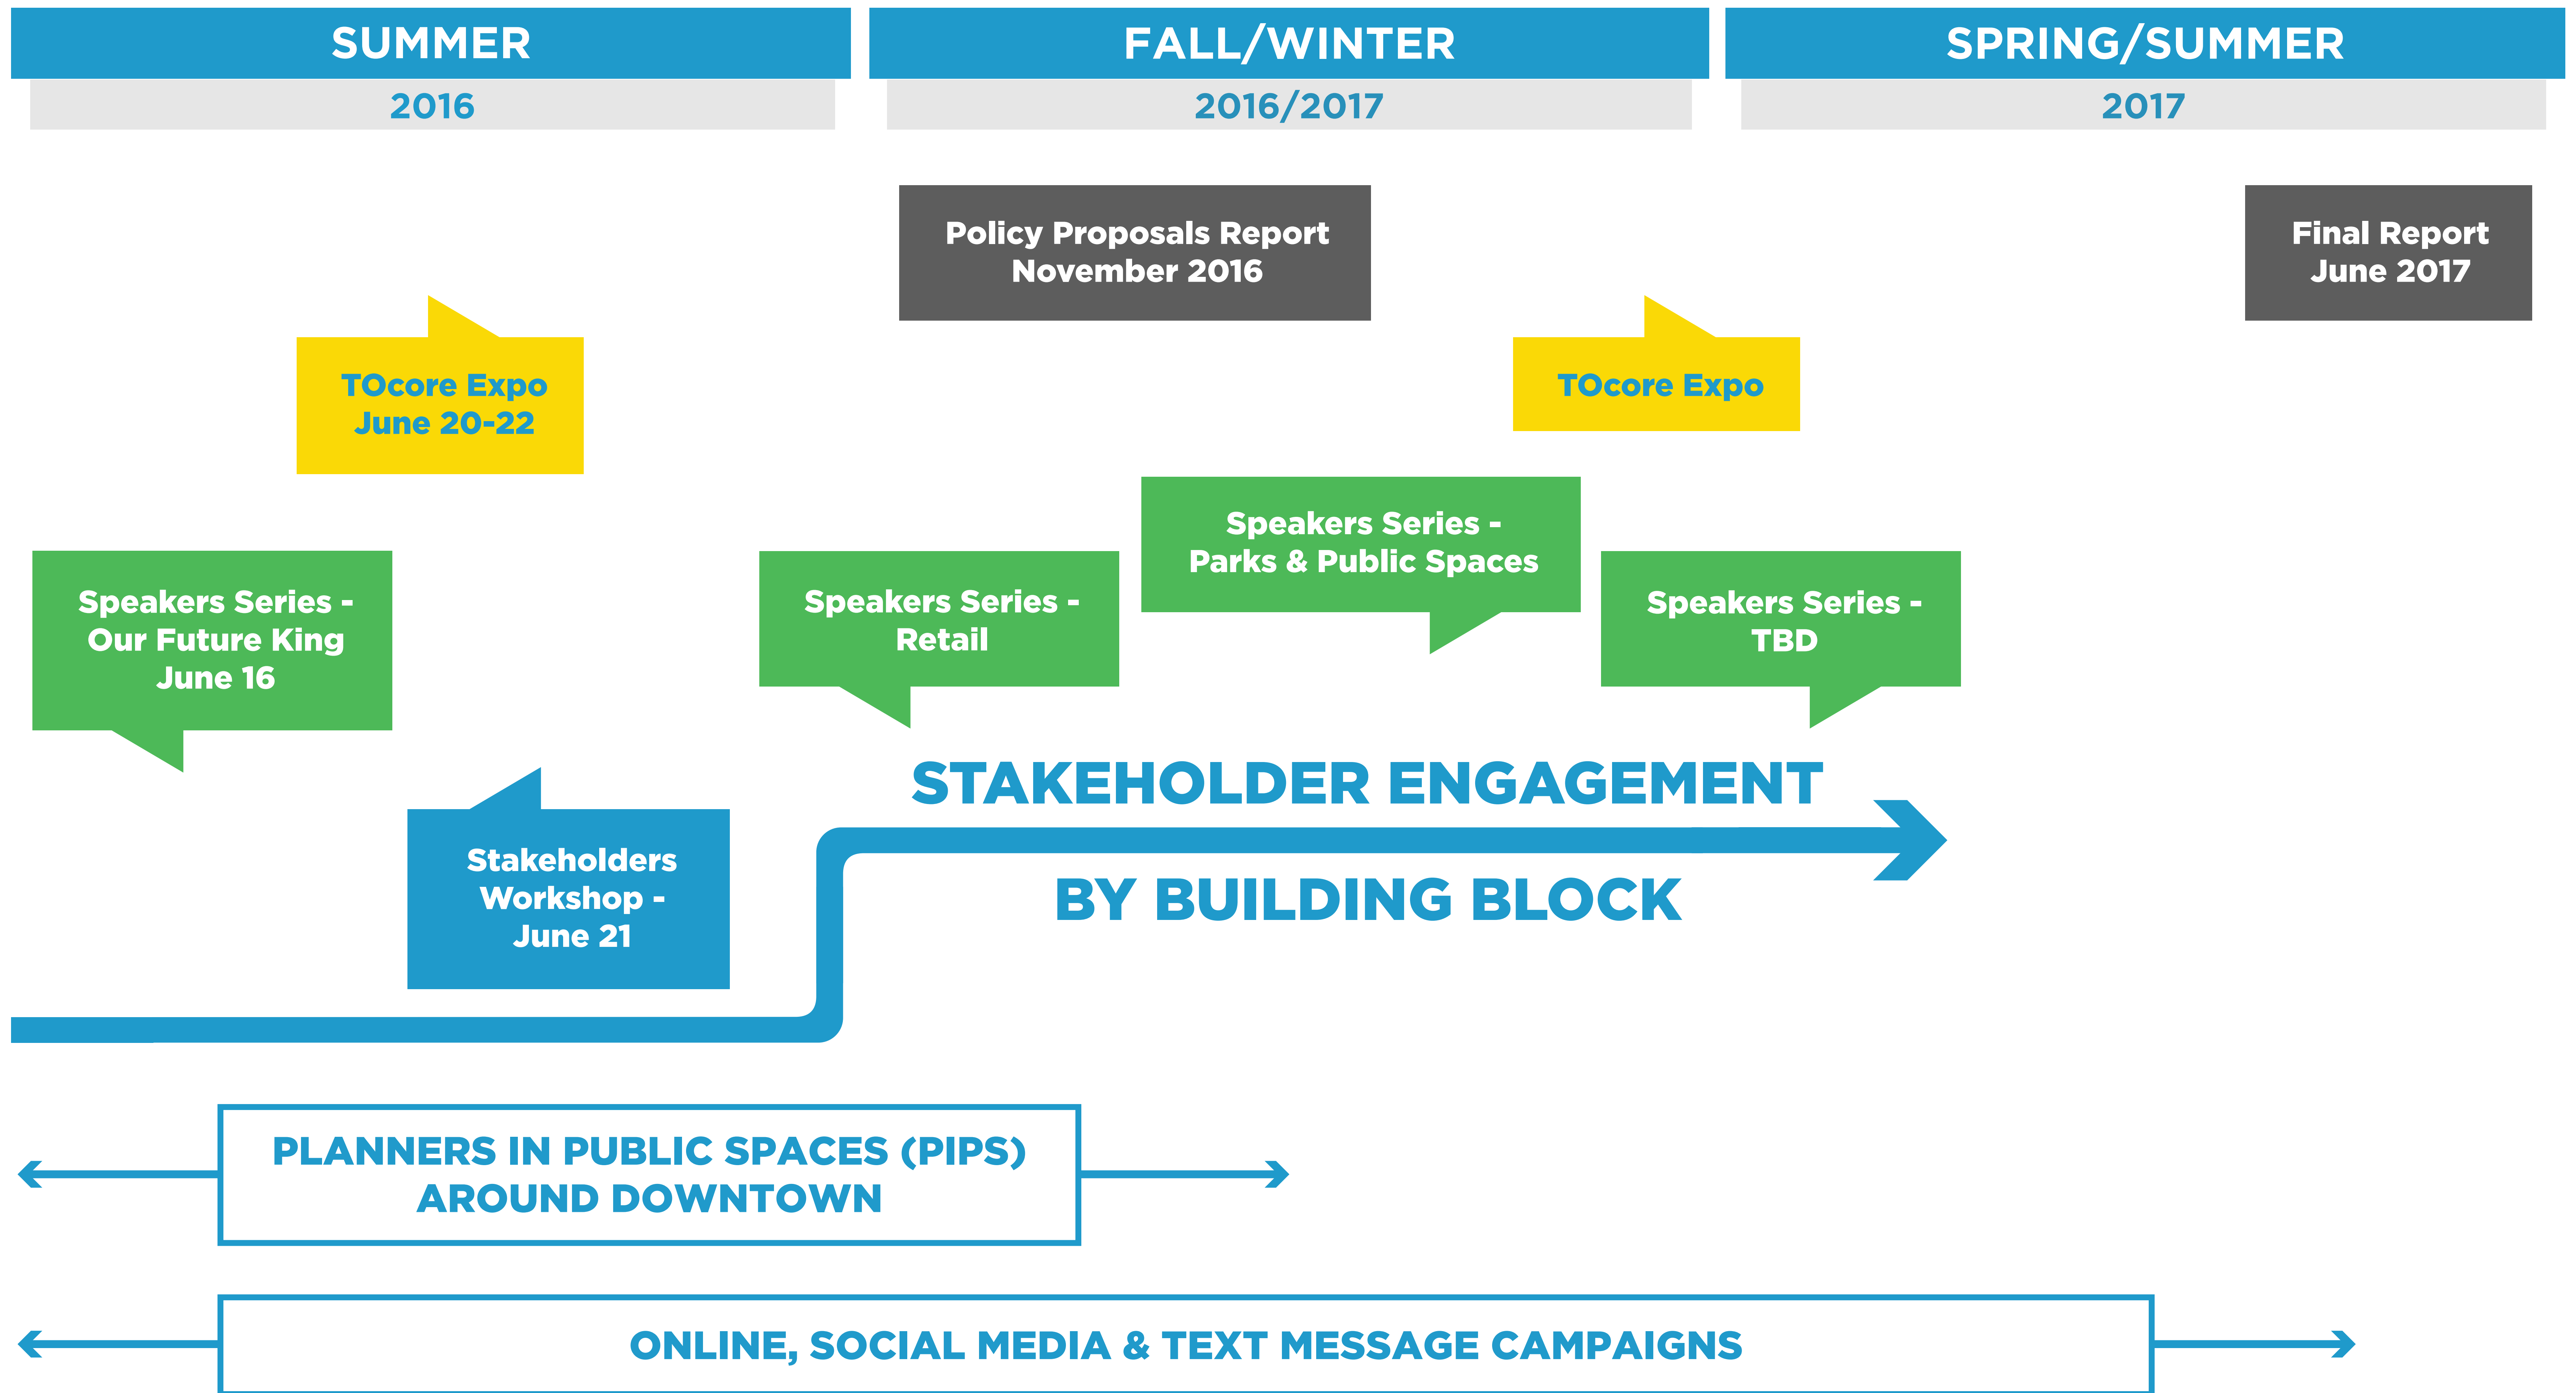 SUMMER
2016
FALL/WINTER
2016/2017
SPRING/SUMMER
2017
Policy Proposals Report
November 2016
Final Report
June 2017
TOcore Expo
June 20-22
TOcore Expo
Speakers Series -
Our Future King
June 16
Speakers Series -
Retail
Speakers Series -
Parks & Public Spaces
Speakers Series -
TBD
Stakeholders
Workshop -
June 21
STAKEHOLDER ENGAGEMENT
BY BUILDING BLOCK
PLANNERS IN PUBLIC SPACES (PIPS)
AROUND DOWNTOWN
ONLINE, SOCIAL MEDIA & TEXT MESSAGE CAMPAIGNS